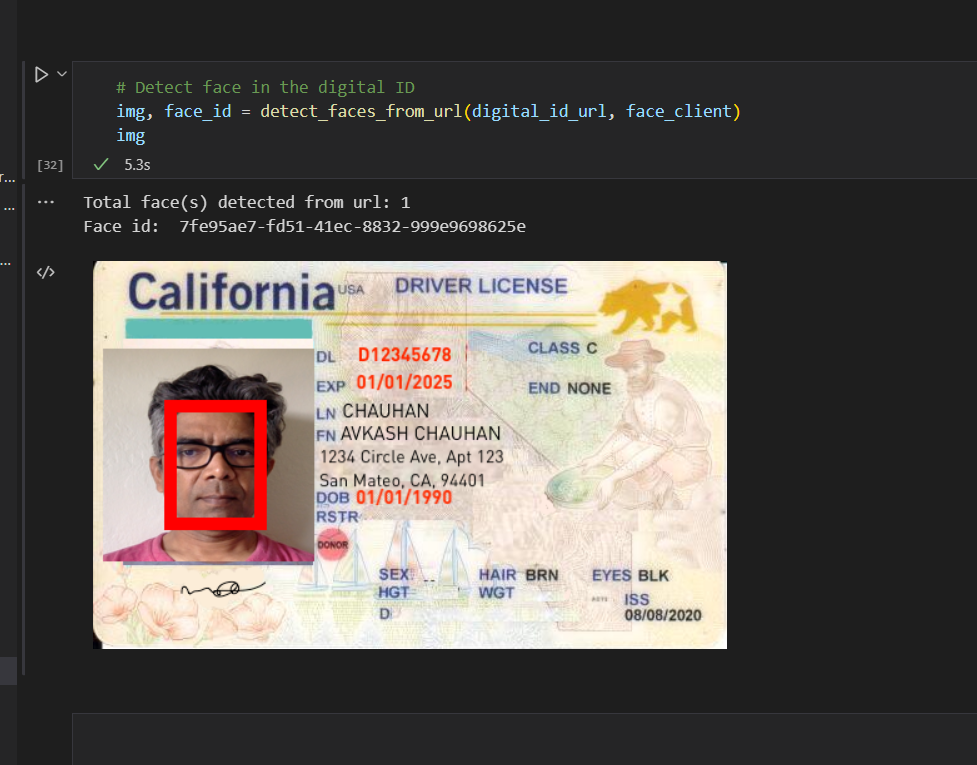 # Detect face in the digital ID
img, face_id = detect_faces_from_url(digital_id_url, face_client)
img
[32] 5.3s
r...
...
...
... Total face(s) detected from url: 1
Face id: 7fe95ae7-fd51-41ec-8832-999e9698625e
</>
California USA DRIVER LICENSE
DL D12345678 CLASS C
EXP 01/01/2025 END NONE
LN CHAUHAN
FN AVKASH CHAUHAN
1234 Circle Ave, Apt 123
San Mateo, CA, 94401
DOB 01/01/1990
RSTR
DONOR
SEX HAIR BRN EYES BLK
HGT WGT ISS
D 08/08/2020